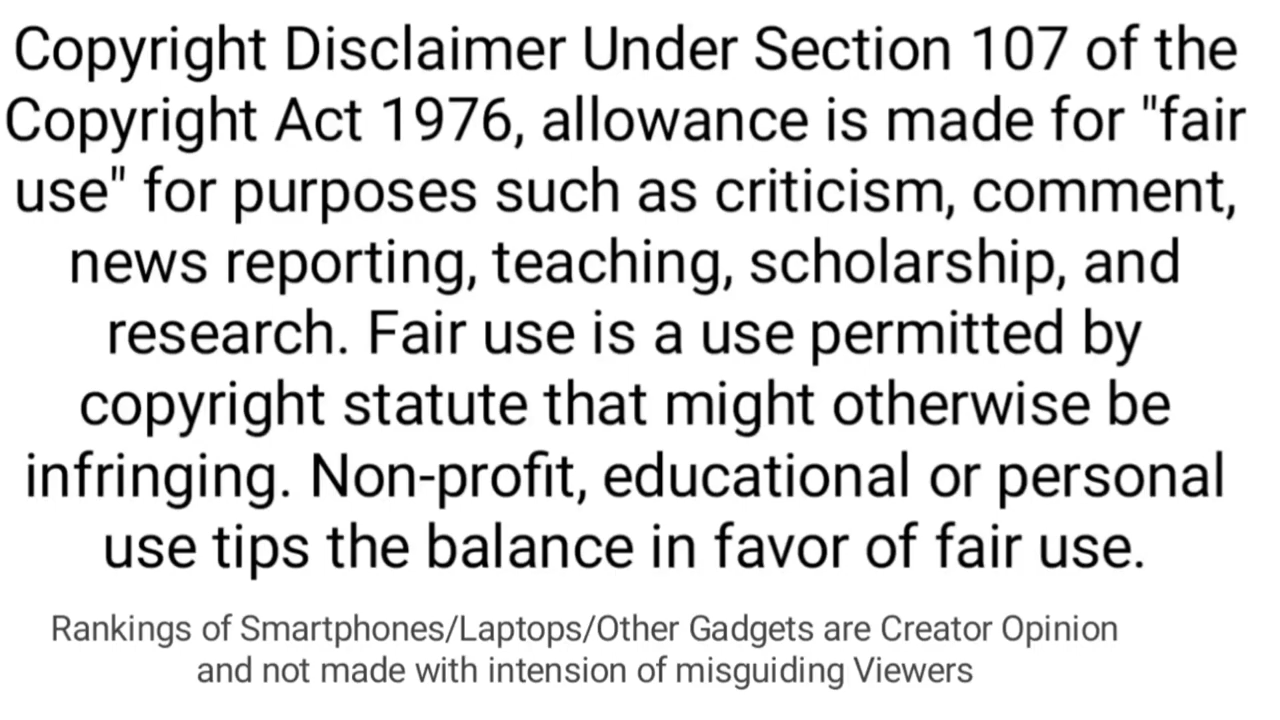 Copyright Disclaimer Under Section 107 of the
Copyright Act 1976, allowance is made for "fair
use" for purposes such as criticism, comment,
news reporting, teaching, scholarship, and
research. Fair use is a use permitted by
copyright statute that might otherwise be
infringing. Non-profit, educational or personal
use tips the balance in favor of fair use.
Rankings of Smartphones/Laptops/Other Gadgets are Creator Opinion
and not made with intension of misguiding Viewers